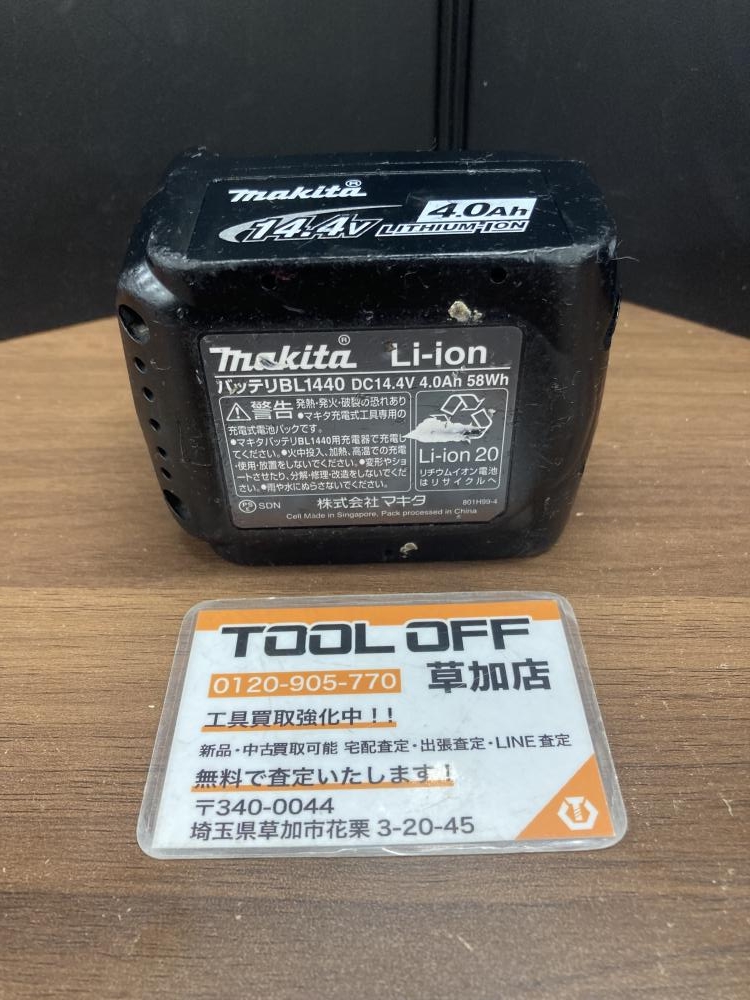 makita®
14.4V
4.0Ah
LITHIUM-ION
makita® Li-ion
バッテリBL1440 DC14.4V 4.0Ah 58Wh
警告 発熱・発火・破裂の恐れあり
●マキタ充電式工具専用の
充電式電池パックです。
●マキタバッテリBL1440用充電器で充電し
てください。●火中投入、加熱、高温での充電
・使用・放置をしないでください。●変形やショ
ートさせたり、分解・修理・改造をしないでくだ
さい。●雨や水にぬらさないでください。
Li-ion 20
リチウムイオン電池
はリサイクルへ
PS SDN 株式会社マキタ 801H99-4
Cell Made in Singapore, Pack processed in China
TOOL OFF
0120-905-770 草加店
工具買取強化中!!
新品・中古買取可能 宅配査定・出張査定・LINE査定
無料で査定いたします!
〒340-0044
埼玉県草加市花栗 3-20-45